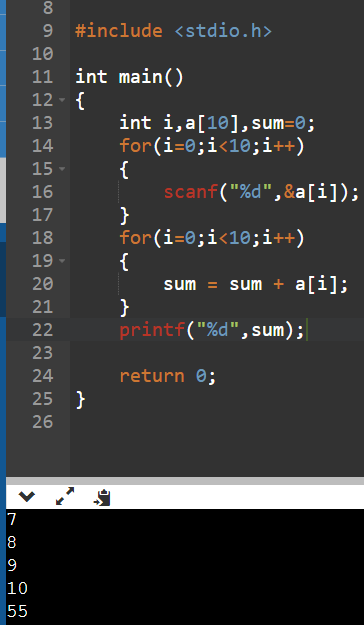 8
9 #include <stdio.h>
10
11 int main()
12 {
13 int i,a[10],sum=0;
14 for(i=0;i<10;i++)
15 {
16 scanf("%d",&a[i]);
17 }
18 for(i=0;i<10;i++)
19 {
20 sum = sum + a[i];
21 }
22 printf("%d",sum);
23
24 return 0;
25 }
26
7
8
9
10
55